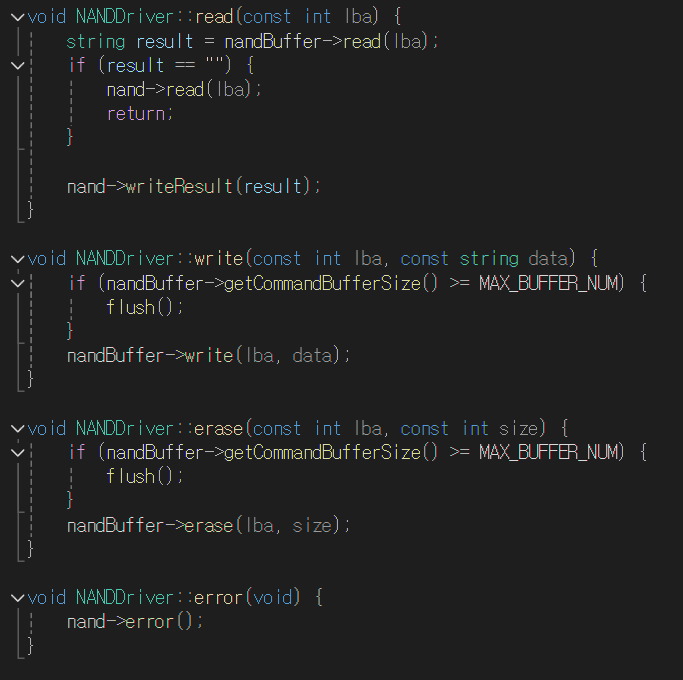 void NANDDriver::read(const int lba) {
    string result = nandBuffer->read(lba);
    if (result == "") {
        nand->read(lba);
        return;
    }

    nand->writeResult(result);
}

void NANDDriver::write(const int lba, const string data) {
    if (nandBuffer->getCommandBufferSize() >= MAX_BUFFER_NUM) {
        flush();
    }
    nandBuffer->write(lba, data);
}

void NANDDriver::erase(const int lba, const int size) {
    if (nandBuffer->getCommandBufferSize() >= MAX_BUFFER_NUM) {
        flush();
    }
    nandBuffer->erase(lba, size);
}

void NANDDriver::error(void) {
    nand->error();
}